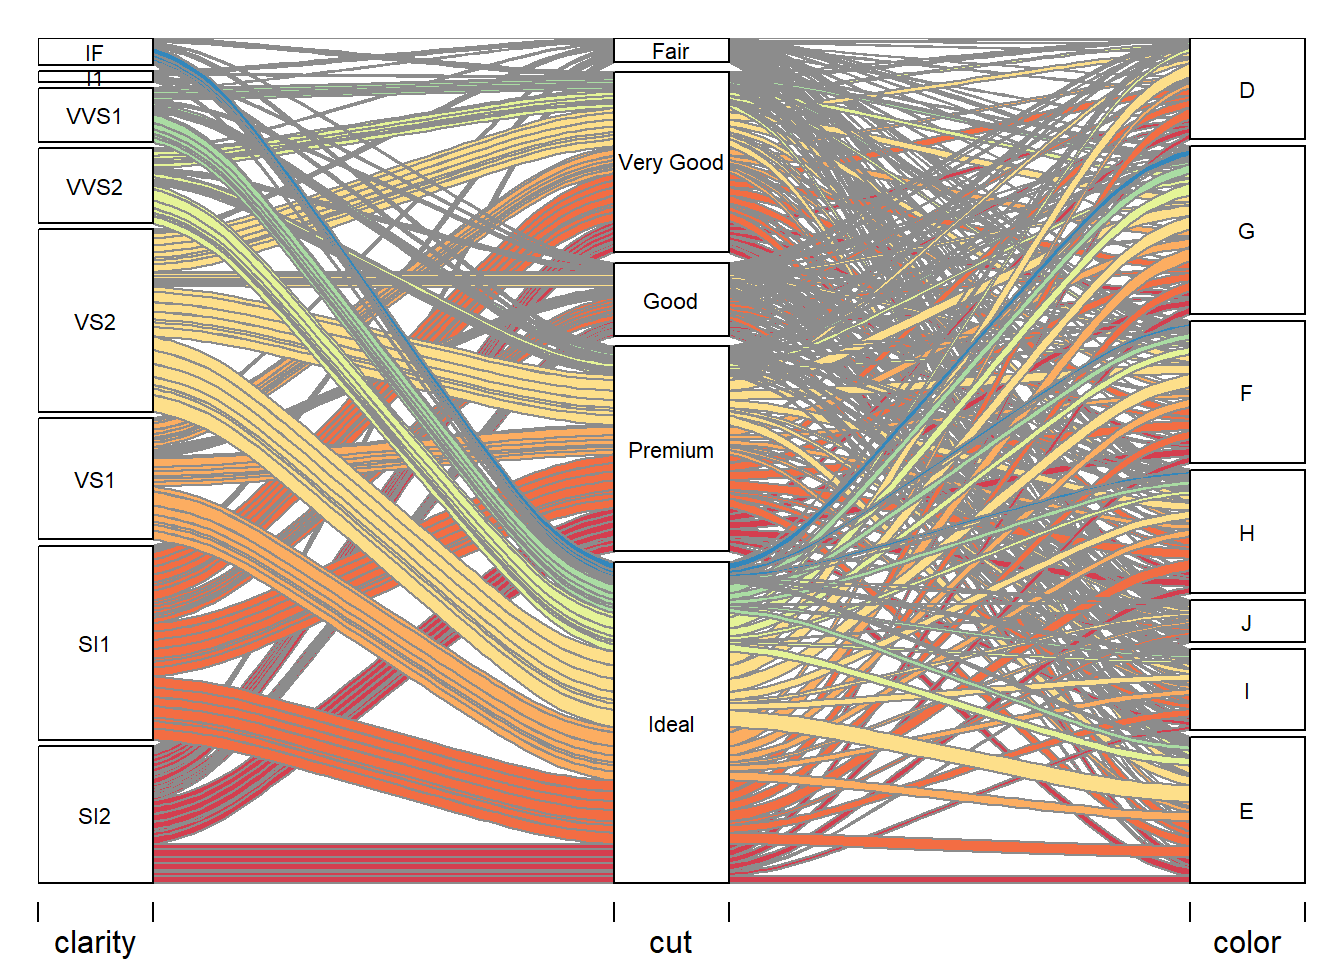 IF
I1
VVS1
VVS2
VS2
VS1
SI1
SI2
Fair
Very Good
Good
Premium
Ideal
D
G
F
H
J
I
E
clarity
cut
color